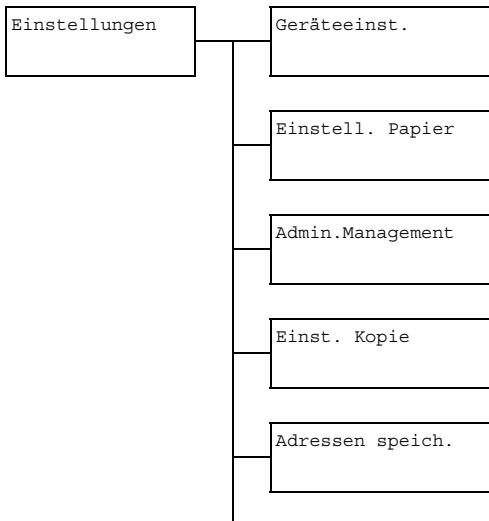 Einstellungen
Geräteeinst.
Einstell. Papier
Admin.Management
Einst. Kopie
Adressen speich.